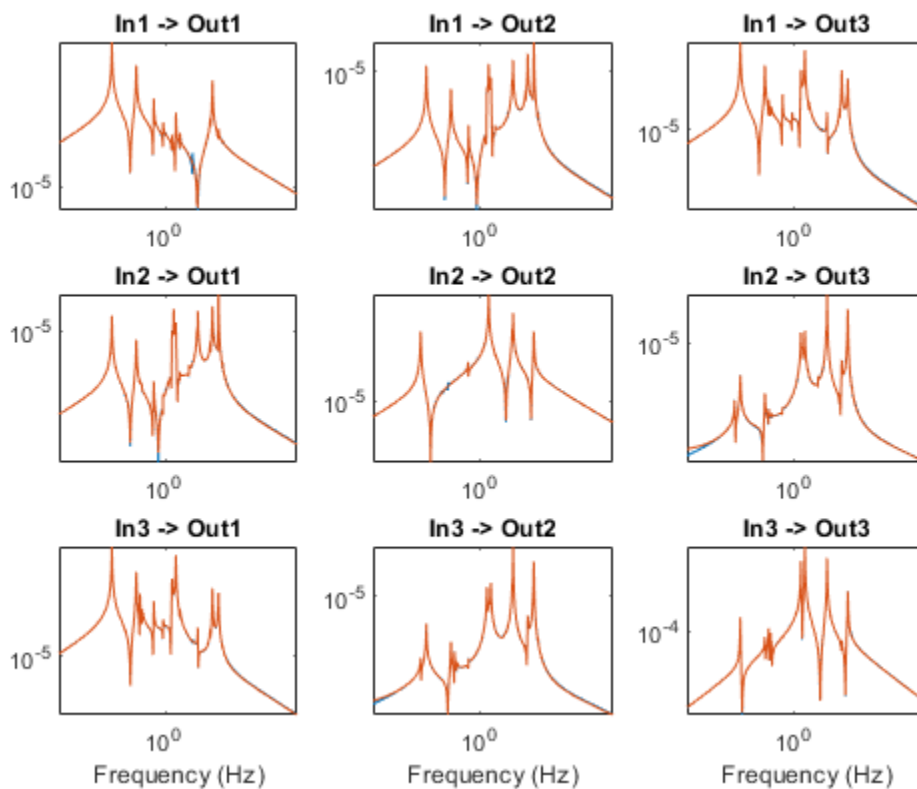 In1 -> Out1 In1 -> Out2 In1 -> Out3
10^-5 10^-5 10^-5
10^0 10^0 10^0
In2 -> Out1 In2 -> Out2 In2 -> Out3
10^-5 10^-5 10^-5
10^0 10^0 10^0
In3 -> Out1 In3 -> Out2 In3 -> Out3
10^-5 10^-5 10^-4
10^0 10^0 10^0
Frequency (Hz) Frequency (Hz) Frequency (Hz)